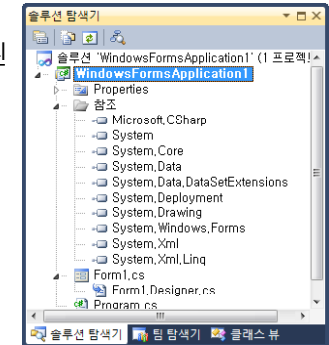 솔루션 탐색기
솔루션 'WindowsFormsApplication1' (1 프로젝
WindowsFormsApplication1
Properties
참조
Microsoft.CSharp
System
System.Core
System.Data
System.Data.DataSetExtensions
System.Deployment
System.Drawing
System.Windows.Forms
System.Xml
System.Xml.Linq
Form1.cs
Form1.Designer.cs
Program.cs
솔루션 탐색기 팀 탐색기 클래스 뷰